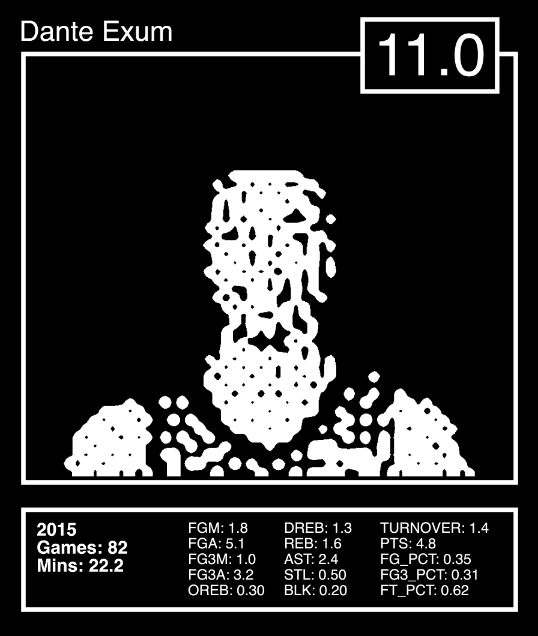 Dante Exum
11.0
2015
Games: 82
Mins: 22.2
FGM: 1.8
FGA: 5.1
FG3M: 1.0
FG3A: 3.2
OREB: 0.30
DREB: 1.3
REB: 1.6
AST: 2.4
STL: 0.50
BLK: 0.20
TURNOVER: 1.4
PTS: 4.8
FG_PCT: 0.35
FG3_PCT: 0.31
FT_PCT: 0.62